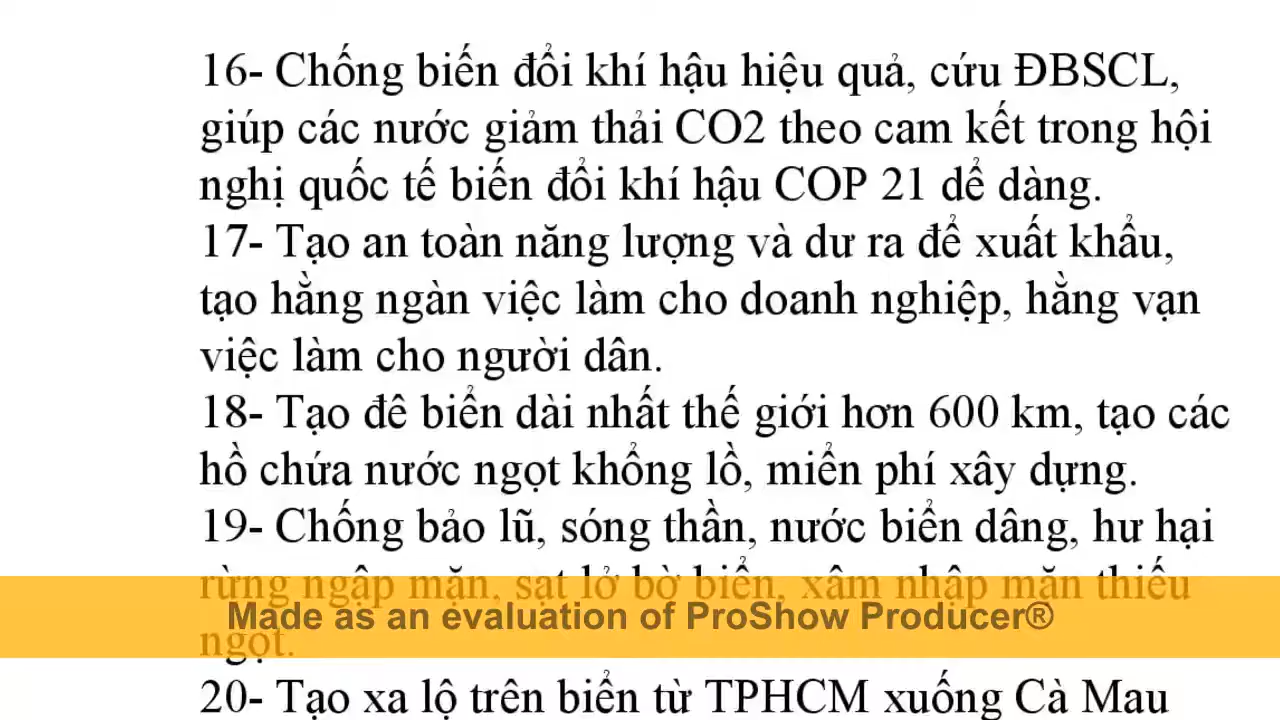 16- Chống biến đổi khí hậu hiệu quả, cứu ĐBSCL,
giúp các nước giảm thải CO2 theo cam kết trong hội
nghị quốc tế biến đổi khí hậu COP 21 dể dàng.
17- Tạo an toàn năng lượng và dư ra để xuất khẩu,
tạo hằng ngàn việc làm cho doanh nghiệp, hằng vạn
việc làm cho người dân.
18- Tạo đê biển dài nhất thế giới hơn 600 km, tạo các
hồ chứa nước ngọt khổng lồ, miển phí xây dựng.
19- Chống bảo lũ, sóng thần, nước biển dâng, hư hại
rừng ngập mặn, sạt lở bờ biển, xâm nhập mặn thiếu
Made as an evaluation of ProShow Producer®
ngọt.
20- Tạo xa lộ trên biển từ TPHCM xuống Cà Mau